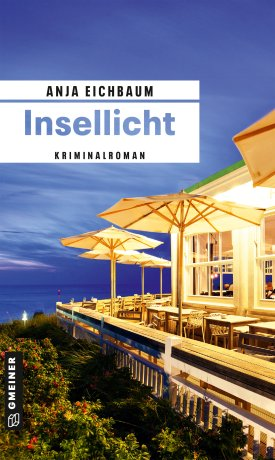 ANJA EICHBAUM
Insellicht
KRIMINALROMAN
GMEINER